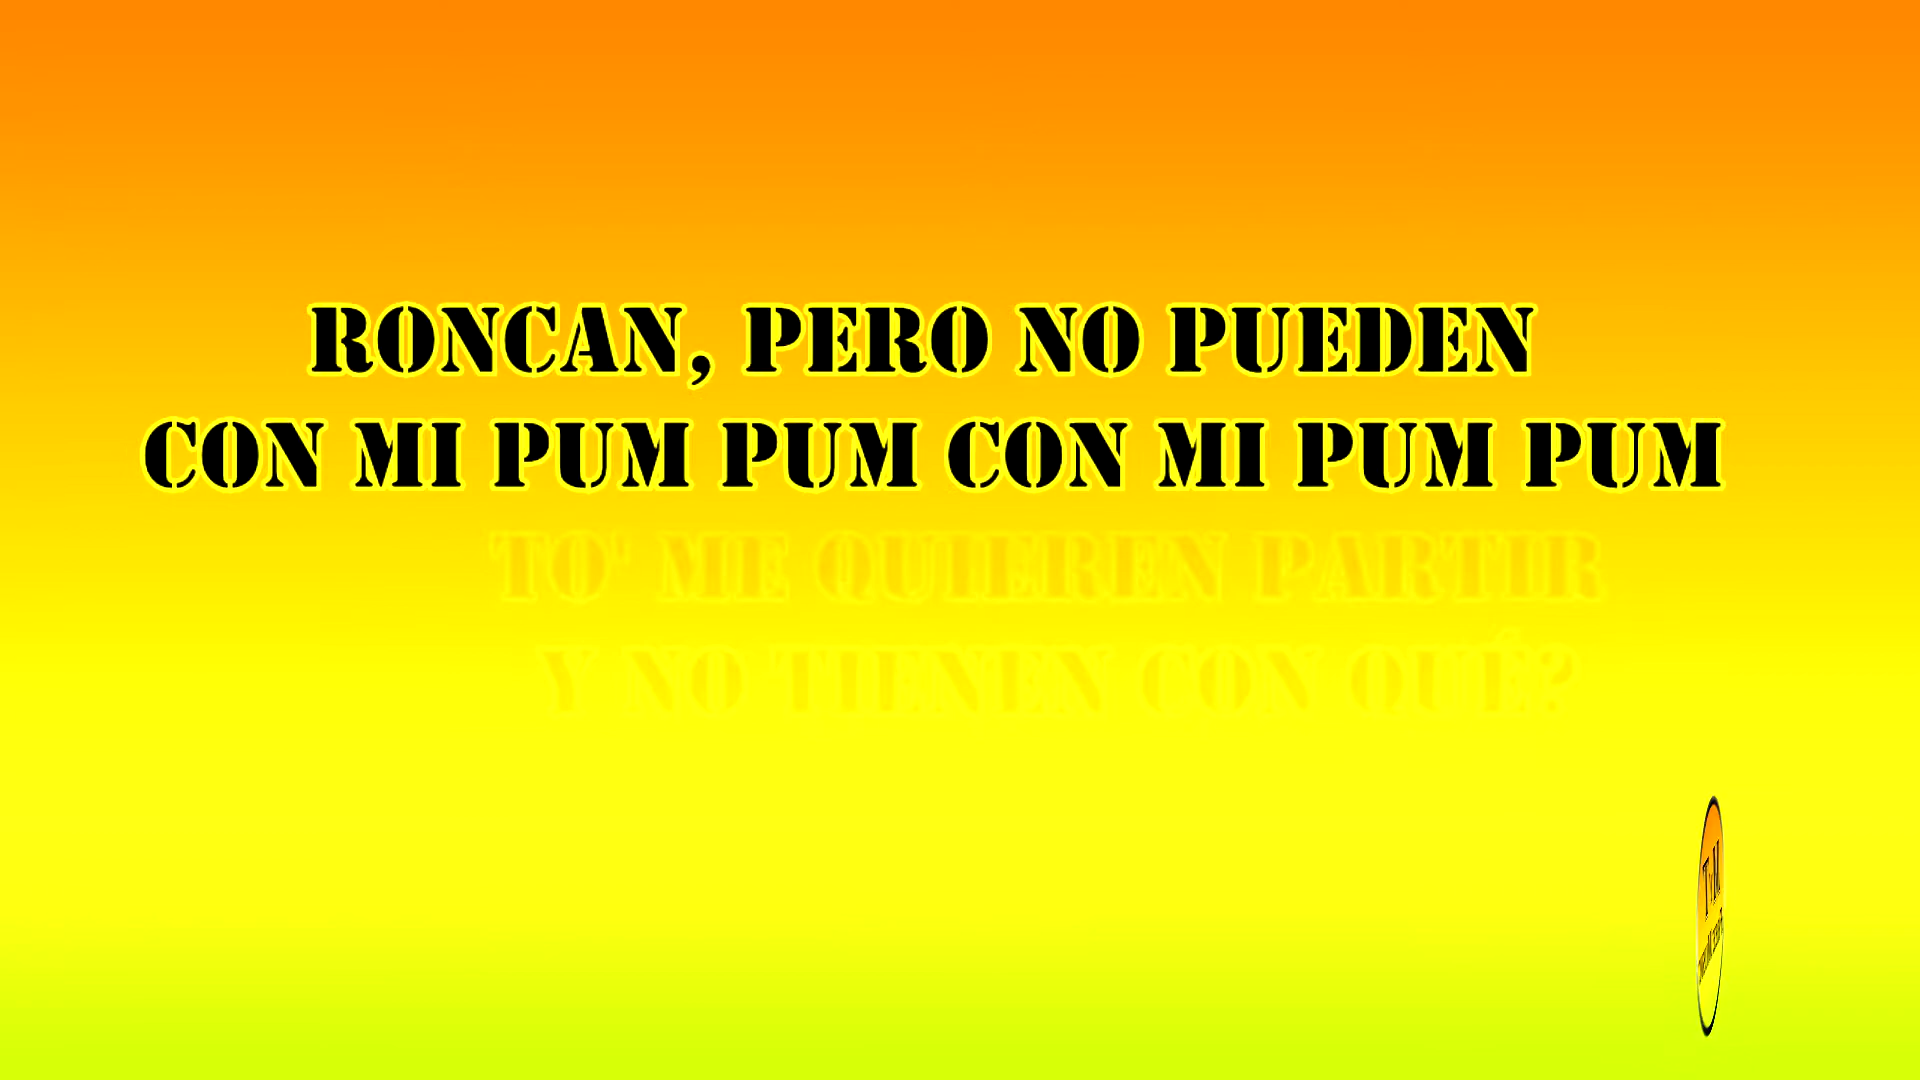 RONCAN, PERO NO PUEDEN
CON MI PUM PUM CON MI PUM PUM
TO' ME QUIEREN PARTIR
Y NO TIENEN CON QUÉ?
TYM